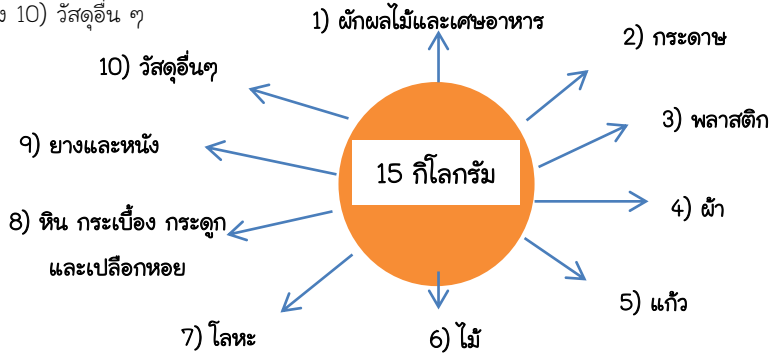 ง 10) วัสดุอื่น ๆ
1) ผักผลไม้และเศษอาหาร
2) กระดาษ
10) วัสดุอื่นๆ
3) พลาสติก
9) ยางและหนัง
15 กิโลกรัม
4) ผ้า
8) หิน กระเบื้อง กระดูก
และเปลือกหอย
5) แก้ว
7) โลหะ
6) ไม้